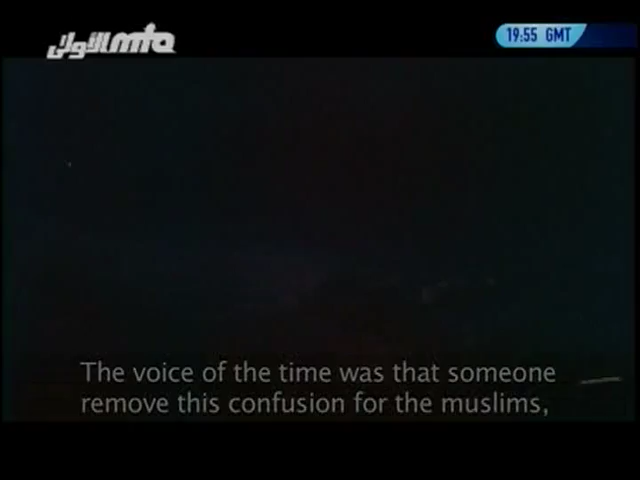 الأولى mta
19:55 GMT
The voice of the time was that someone
remove this confusion for the muslims,